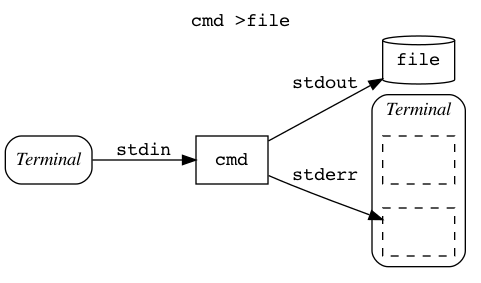 cmd >file
file
stdout
Terminal
Terminal
stdin
cmd
stderr